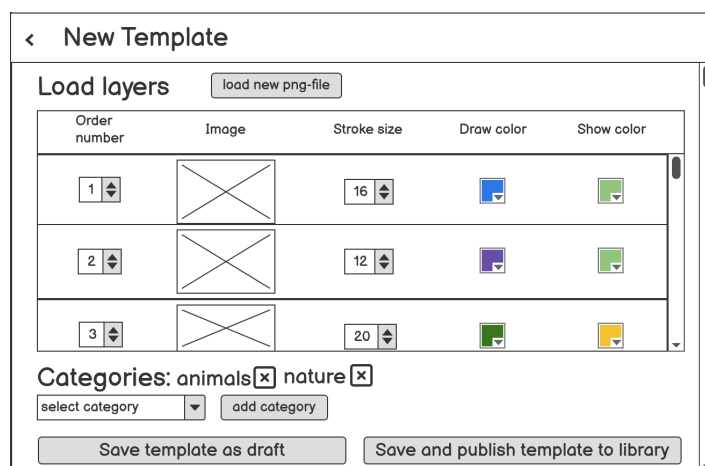 New Template
Load layers
load new png-file
Order number
Image
Stroke size
Draw color
Show color
1
16
2
12
3
20
Categories: animals nature
select category
add category
Save template as draft
Save and publish template to library